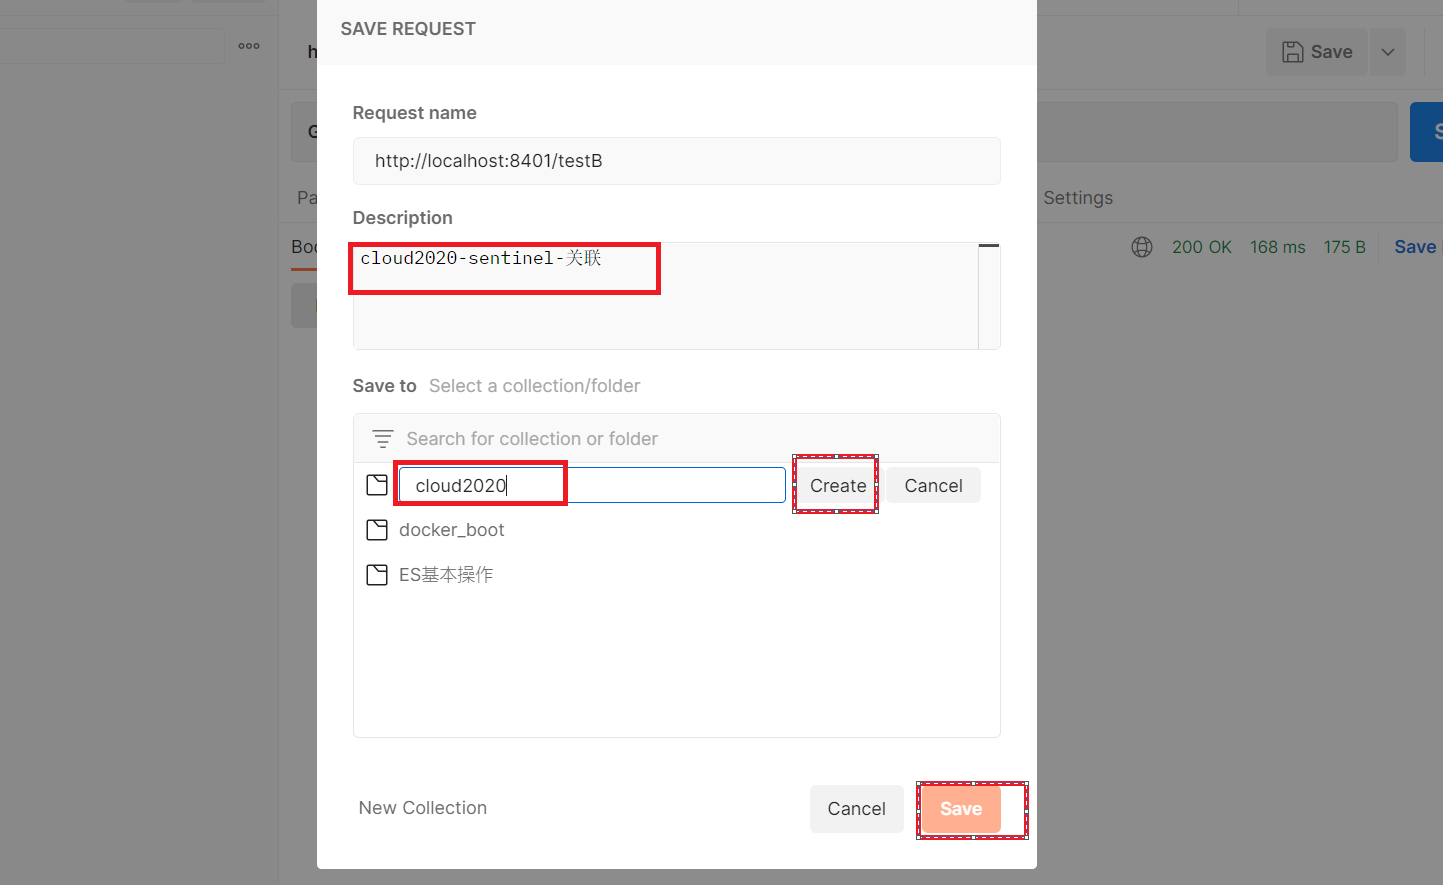 SAVE REQUEST
Save
Request name
http://localhost:8401/testB
Settings
Description
cloud2020-sentinel-关联
200 OK 168 ms 175 B Save
Save to Select a collection/folder
Search for collection or folder
cloud2020 Create Cancel
docker_boot
ES基本操作
New Collection Cancel Save